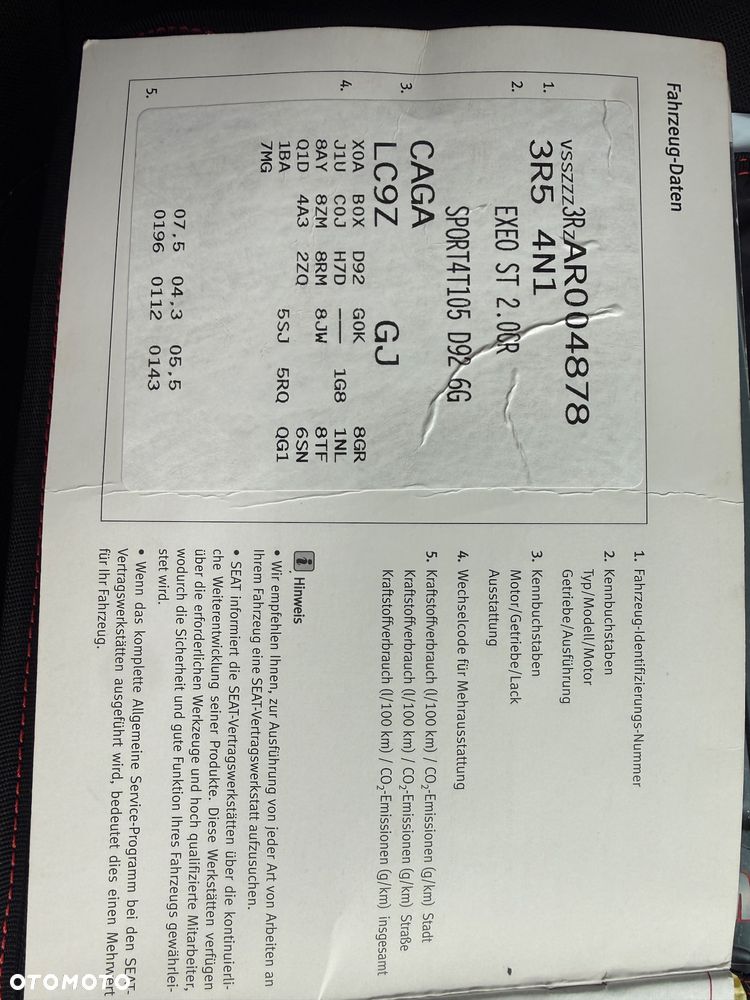 Fahrzeug-Daten
1.
VSSZZZ3RZAR004878
3R5 4N1
2.
EXEO ST 2.0CR
SPORT4T105 D92 6G
3.
CAGA
LC9Z GJ
4.
X0A B0X D92 G0K 8GR
J1U C0J H7D —— 1G8 1NL
8AY 8ZM 8RM 8JW 8TF
Q1D 4A3 2ZQ 6SN
1BA 5SJ 5RQ QG1
7MG
5.
07,5 04,3 05,5
0196 0112 0143
1. Fahrzeug-Identifizierungs-Nummer
2. Kennbuchstaben
Typ/Modell/Motor
Getriebe/Ausführung
3. Kennbuchstaben
Motor/Getriebe/Lack
Ausstattung
4. Wechselcode für Mehrausstattung
5. Kraftstoffverbrauch (l/100 km) / CO2-Emissionen (g/km) Stadt
Kraftstoffverbrauch (l/100 km) / CO2-Emissionen (g/km) Straße
Kraftstoffverbrauch (l/100 km) / CO2-Emissionen (g/km) insgesamt
i Hinweis
• Wir empfehlen Ihnen, zur Ausführung von jeder Art von Arbeiten an
Ihrem Fahrzeug eine SEAT-Vertragswerkstatt aufzusuchen.
• SEAT informiert die SEAT-Vertragswerkstätten über die kontinuierli-
che Weiterentwicklung seiner Produkte. Diese Werkstätten verfügen
über die erforderlichen Werkzeuge und hoch qualifizierte Mitarbeiter,
wodurch die Sicherheit und gute Funktion Ihres Fahrzeugs gewährlei-
stet wird.
• Wenn das komplette Allgemeine Service-Programm bei den SEAT-
Vertragswerkstätten ausgeführt wird, bedeutet dies einen Mehrwert
für Ihr Fahrzeug.
OTOMOTO